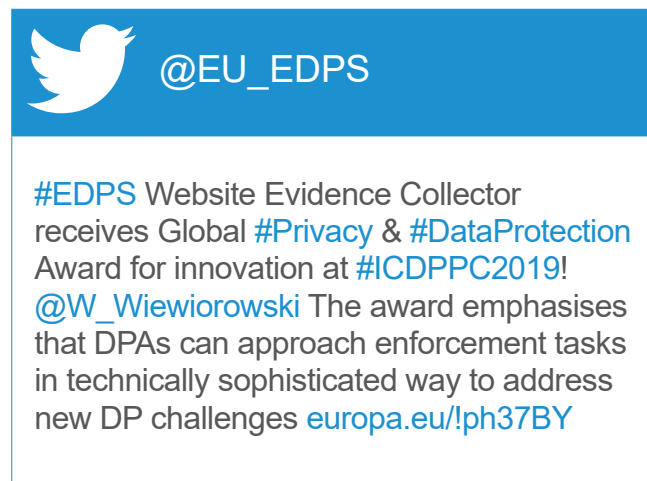 @EU_EDPS
#EDPS Website Evidence Collector
receives Global #Privacy & #DataProtection
Award for innovation at #ICDPPC2019!
@W_Wiewiorowski The award emphasises
that DPAs can approach enforcement tasks
in technically sophisticated way to address
new DP challenges europa.eu/!ph37BY